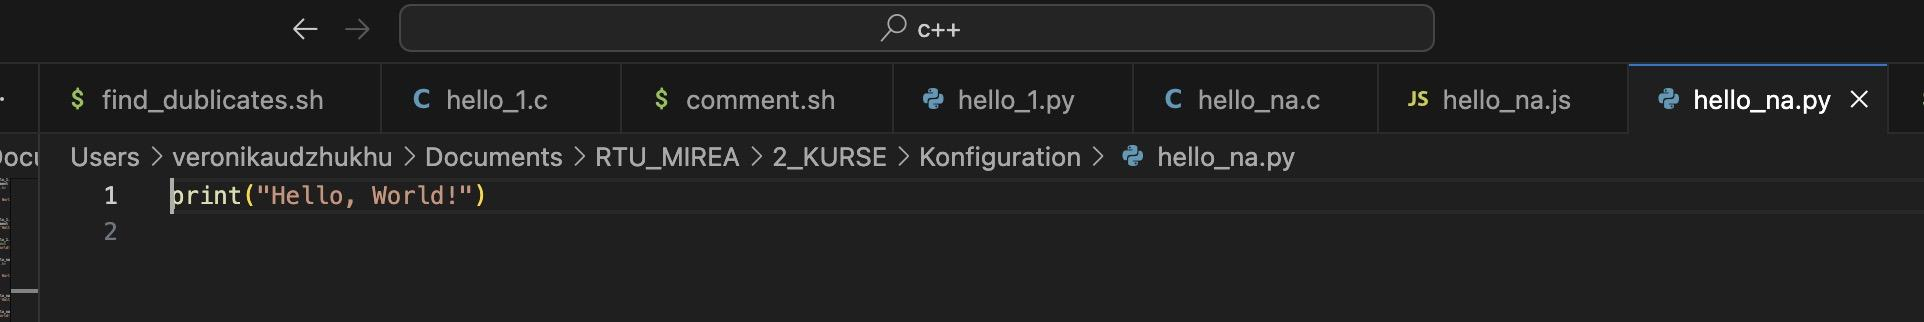 c++
$ find_dublicates.sh C hello_1.c $ comment.sh hello_1.py C hello_na.c JS hello_na.js hello_na.py
Users > veronikaudzhukhu > Documents > RTU_MIREA > 2_KURSE > Konfiguration > hello_na.py
1 print("Hello, World!")
2